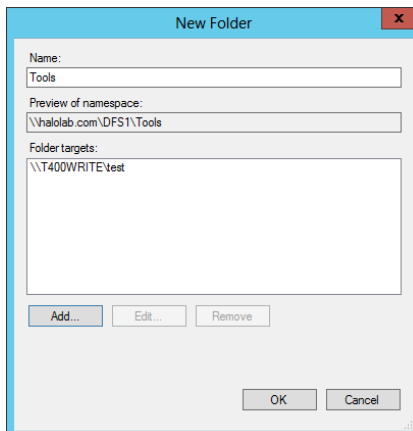 New Folder
x
Name:
Tools
Preview of namespace:
\\halolab.com\DFS1\Tools
Folder targets:
\\T400WRITE\test
Add... Edit... Remove
OK Cancel